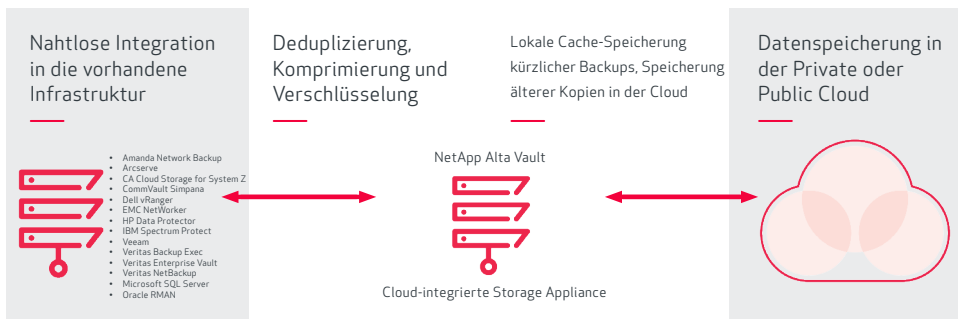 Nahtlose Integration
in die vorhandene
Infrastruktur
• Amanda Network Backup
• Arcserve
• CA Cloud Storage for System Z
• CommVault Simpana
• Dell vRanger
• EMC NetWorker
• HP Data Protector
• IBM Spectrum Protect
• Veeam
• Veritas Backup Exec
• Veritas Enterprise Vault
• Veritas NetBackup
• Microsoft SQL Server
• Oracle RMAN
Deduplizierung,
Komprimierung und
Verschlüsselung
Lokale Cache-Speicherung
kürzlicher Backups, Speicherung
älterer Kopien in der Cloud
NetApp Alta Vault
Cloud-integrierte Storage Appliance
Datenspeicherung in
der Private oder
Public Cloud